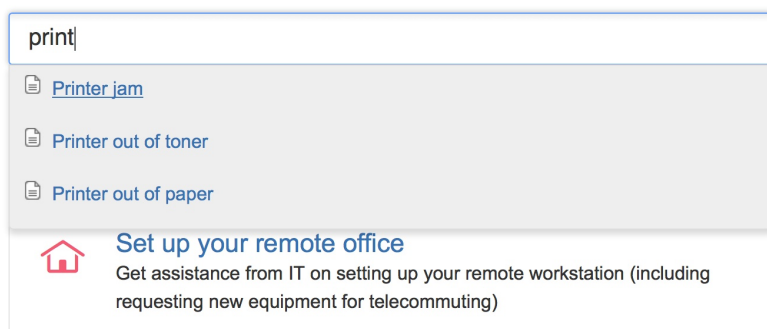 print
Printer jam
Printer out of toner
Printer out of paper
Set up your remote office
Get assistance from IT on setting up your remote workstation (including
requesting new equipment for telecommuting)